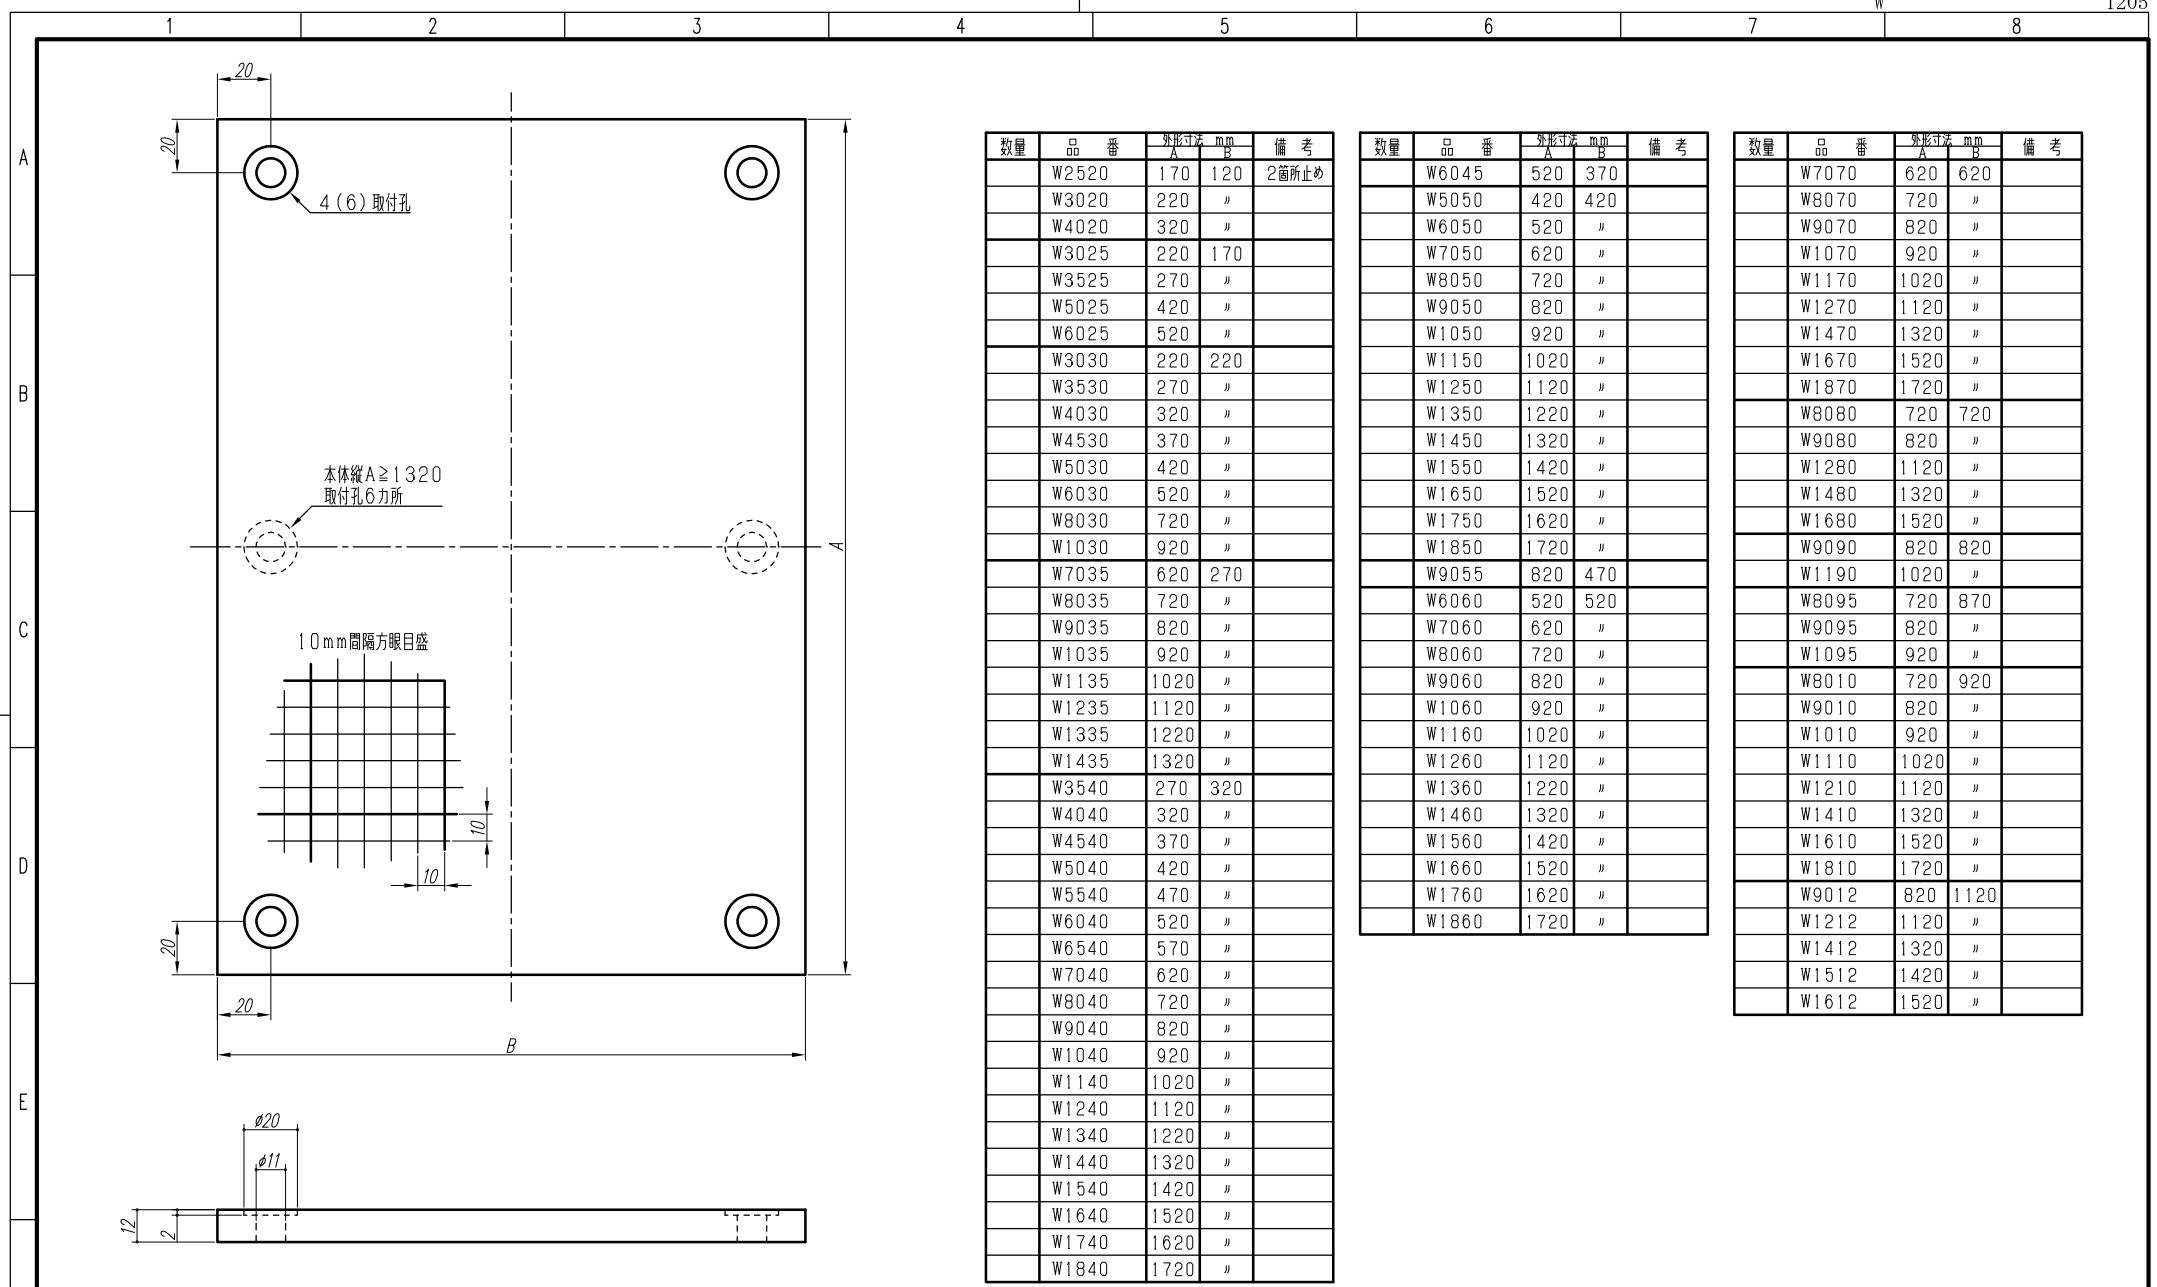 W 1205
1 2 3 4 5 6 7 8
A
B
C
D
E
20
20
4(6)取付孔
本体縦A≧1320
取付孔6カ所
A
10mm間隔方眼目盛
10
10
20
20
B
φ20
φ11
12
2
数量 品番 外形寸法 mm 備考
A B
W2520 170 120 2箇所止め
W3020 220 〃
W4020 320 〃
W3025 220 170
W3525 270 〃
W5025 420 〃
W6025 520 〃
W3030 220 220
W3530 270 〃
W4030 320 〃
W4530 370 〃
W5030 420 〃
W6030 520 〃
W8030 720 〃
W1030 920 〃
W7035 620 270
W8035 720 〃
W9035 820 〃
W1035 920 〃
W1135 1020 〃
W1235 1120 〃
W1335 1220 〃
W1435 1320 〃
W3540 270 320
W4040 320 〃
W4540 370 〃
W5040 420 〃
W5540 470 〃
W6040 520 〃
W6540 570 〃
W7040 620 〃
W8040 720 〃
W9040 820 〃
W1040 920 〃
W1140 1020 〃
W1240 1120 〃
W1340 1220 〃
W1440 1320 〃
W1540 1420 〃
W1640 1520 〃
W1740 1620 〃
W1840 1720 〃
数量 品番 外形寸法 mm 備考
A B
W6045 520 370
W5050 420 420
W6050 520 〃
W7050 620 〃
W8050 720 〃
W9050 820 〃
W1050 920 〃
W1150 1020 〃
W1250 1120 〃
W1350 1220 〃
W1450 1320 〃
W1550 1420 〃
W1650 1520 〃
W1750 1620 〃
W1850 1720 〃
W9055 820 470
W6060 520 520
W7060 620 〃
W8060 720 〃
W9060 820 〃
W1060 920 〃
W1160 1020 〃
W1260 1120 〃
W1360 1220 〃
W1460 1320 〃
W1560 1420 〃
W1660 1520 〃
W1760 1620 〃
W1860 1720 〃
数量 品番 外形寸法 mm 備考
A B
W7070 620 620
W8070 720 〃
W9070 820 〃
W1070 920 〃
W1170 1020 〃
W1270 1120 〃
W1470 1320 〃
W1670 1520 〃
W1870 1720 〃
W8080 720 720
W9080 820 〃
W1280 1120 〃
W1480 1320 〃
W1680 1520 〃
W9090 820 820
W1190 1020 〃
W8095 720 870
W9095 820 〃
W1095 920 〃
W8010 720 920
W9010 820 〃
W1010 920 〃
W1110 1020 〃
W1210 1120 〃
W1410 1320 〃
W1610 1520 〃
W1810 1720 〃
W9012 820 1120
W1212 1120 〃
W1412 1320 〃
W1512 1420 〃
W1612 1520 〃